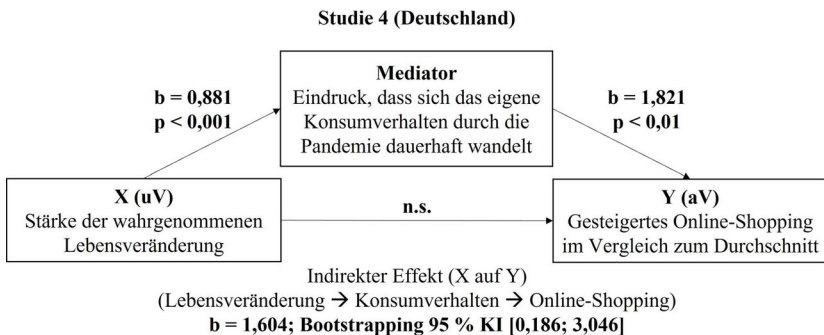 Studie 4 (Deutschland)
Mediator
Eindruck, dass sich das eigene
Konsumverhalten durch die
Pandemie dauerhaft wandelt
b = 0,881
p < 0,001
b = 1,821
p < 0,01
X (uV)
Stärke der wahrgenommenen
Lebensveränderung
n.s.
Y (aV)
Gesteigertes Online-Shopping
im Vergleich zum Durchschnitt
Indirekter Effekt (X auf Y)
(Lebensveränderung → Konsumverhalten → Online-Shopping)
b = 1,604; Bootstrapping 95 % KI [0,186; 3,046]